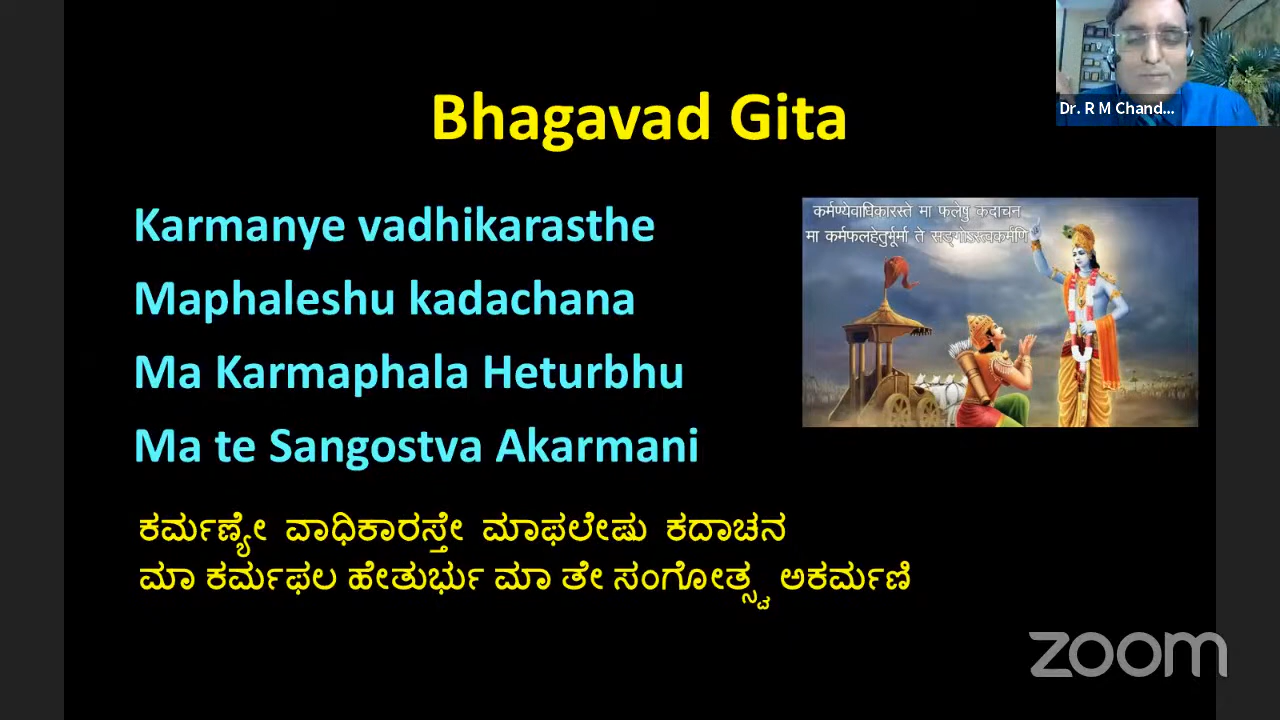 Dr. R M Chand...
Bhagavad Gita
Karmanye vadhikarasthe
Maphaleshu kadachana
Ma Karmaphala Heturbhu
Ma te Sangostva Akarmani
कर्मण्येवाधिकारस्ते मा फलेषु कदाचन
मा कर्मफलहेतुर्भूर्मा ते सङ्गोऽस्त्वकर्मणि
ಕರ್ಮಣ್ಯೇ ವಾಧಿಕಾರಸ್ತೇ ಮಾಫಲೇಷು ಕದಾಚನ
ಮಾ ಕರ್ಮಫಲ ಹೇತುರ್ಭು ಮಾ ತೇ ಸಂಗೋತ್ಸ್ವ ಅಕರ್ಮಣಿ
zoom